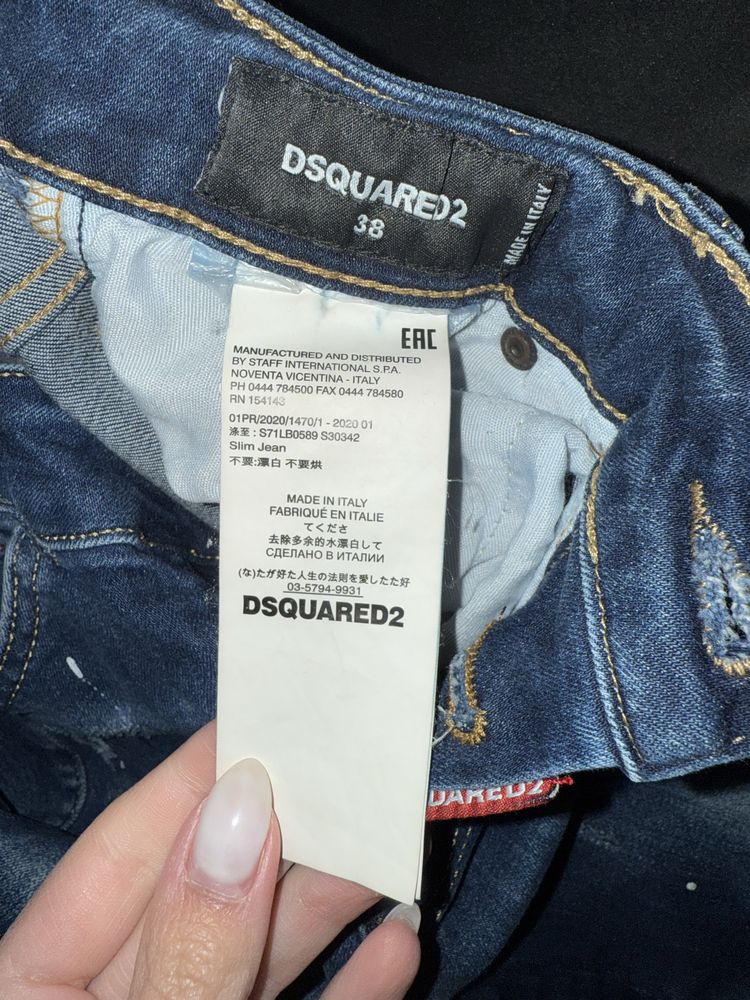 DSQUARED2
38
MADE IN ITALY
EAC
MANUFACTURED AND DISTRIBUTED
BY STAFF INTERNATIONAL S.P.A.
NOVENTA VICENTINA - ITALY
PH 0444 784500 FAX 0444 784580
RN 154143
01PR/2020/1470/1 - 2020 01
涤至 : S71LB0589 S30342
Slim Jean
不要:漂白 不要烘
MADE IN ITALY
FABRIQUÉ EN ITALIE
てくださ
去除多余的水漂白して
СДЕЛАНО В ИТАЛИИ
(な)たが好た人生の法則を愛したた好
03-5794-9931
DSQUARED2
UARED2